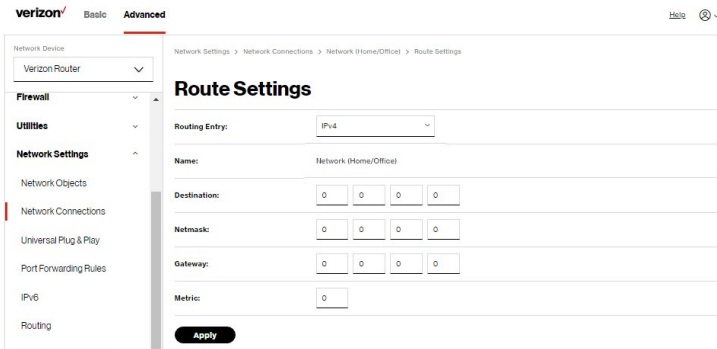 verizon✓ Basic Advanced Help
Network Device
Verizon Router
Firewall
Utilities
Network Settings
Network Objects
Network Connections
Universal Plug & Play
Port Forwarding Rules
IPv6
Routing
Network Settings > Network Connections > Network (Home/Office) > Route Settings
Route Settings
Routing Entry: IPv4
Name: Network (Home/Office)
Destination: 0 0 0 0
Netmask: 0 0 0 0
Gateway: 0 0 0 0
Metric: 0
Apply